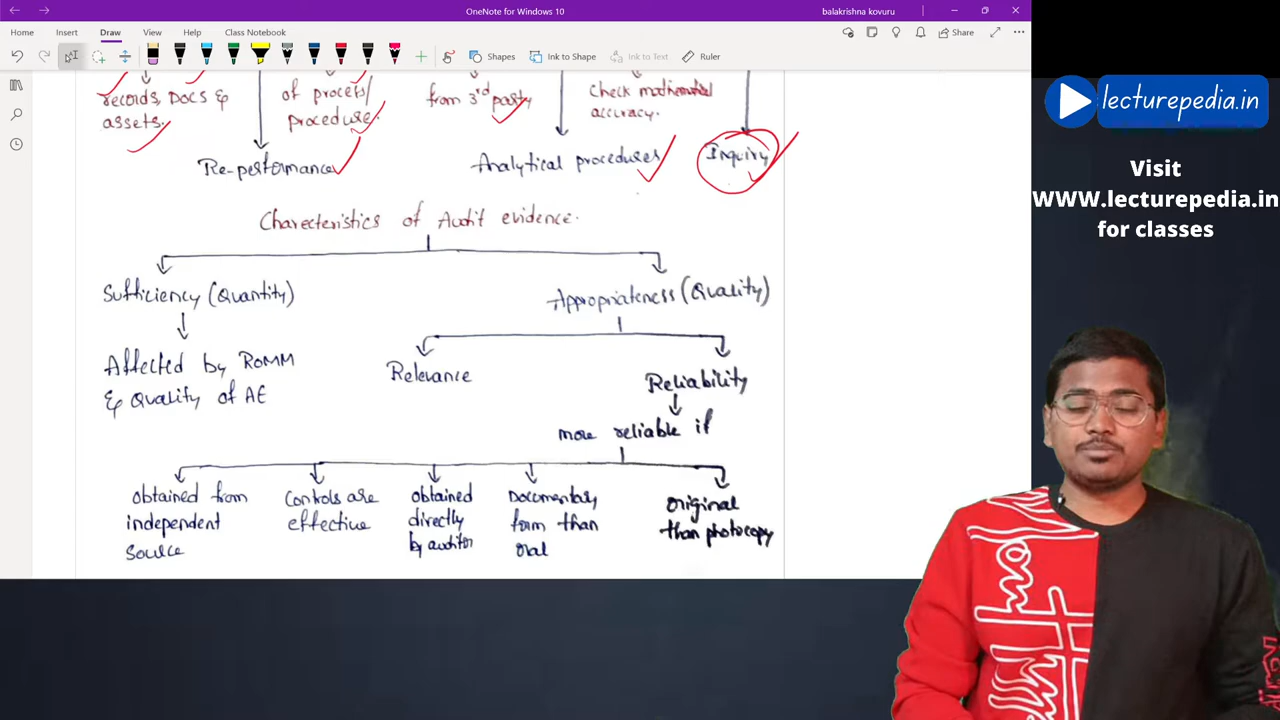 OneNote for Windows 10
balakrishna kovuru
Home Insert Draw View Help Class Notebook
Share
Shapes Ink to Shape Ink to Text Ruler
records, Docs &
assets.
of process/
procedure.
from 3rd party
check mathematical
accuracy.
Re-performance
Analytical procedures
Inquiry
Charecteristics of Audit evidence.
Sufficiency (Quantity)
Appropriateness (Quality)
Affected by ROMM
& Quality of AE
Relevance
Reliability
more reliable if
obtained from
independent
source
Controls are
effective
obtained
directly
by auditor
Documentary
form than
oral
original
than photocopy
lecturepedia.in
Visit
WWW.lecturepedia.in
for classes